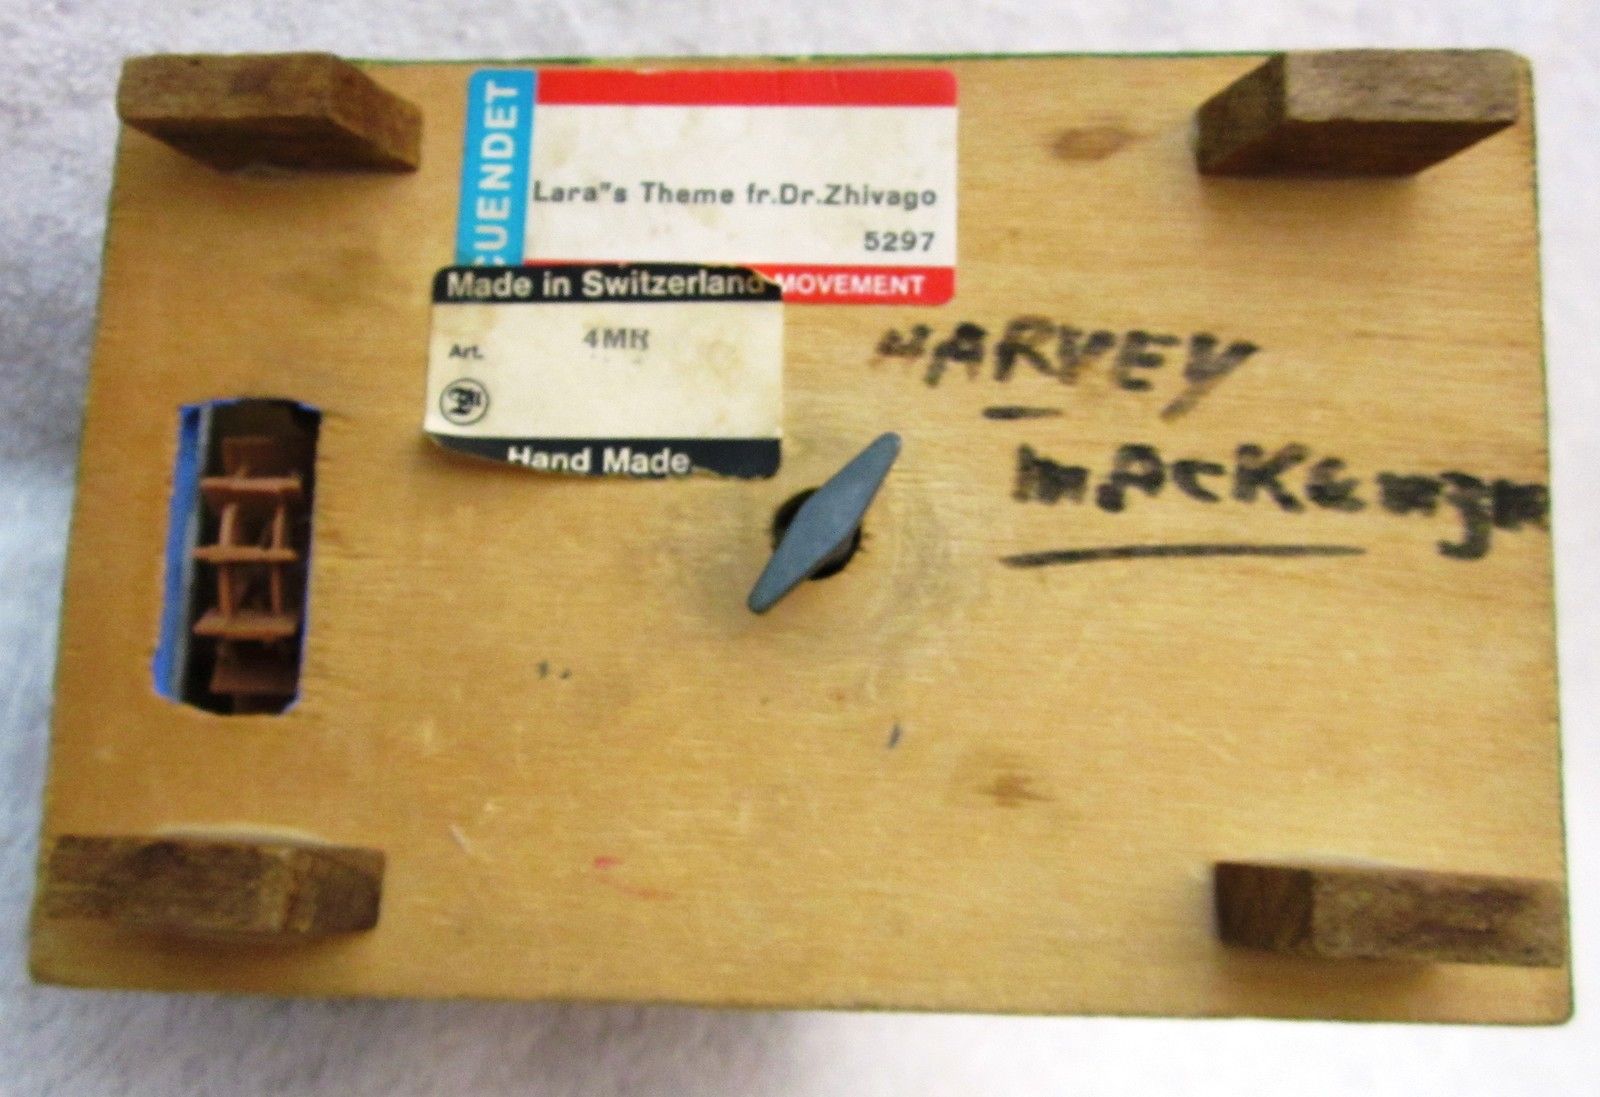 CUENDET
Lara"s Theme fr.Dr.Zhivago
5297
MOVEMENT
Made in Switzerland
Art. 4MR
Hand Made
HARVEY